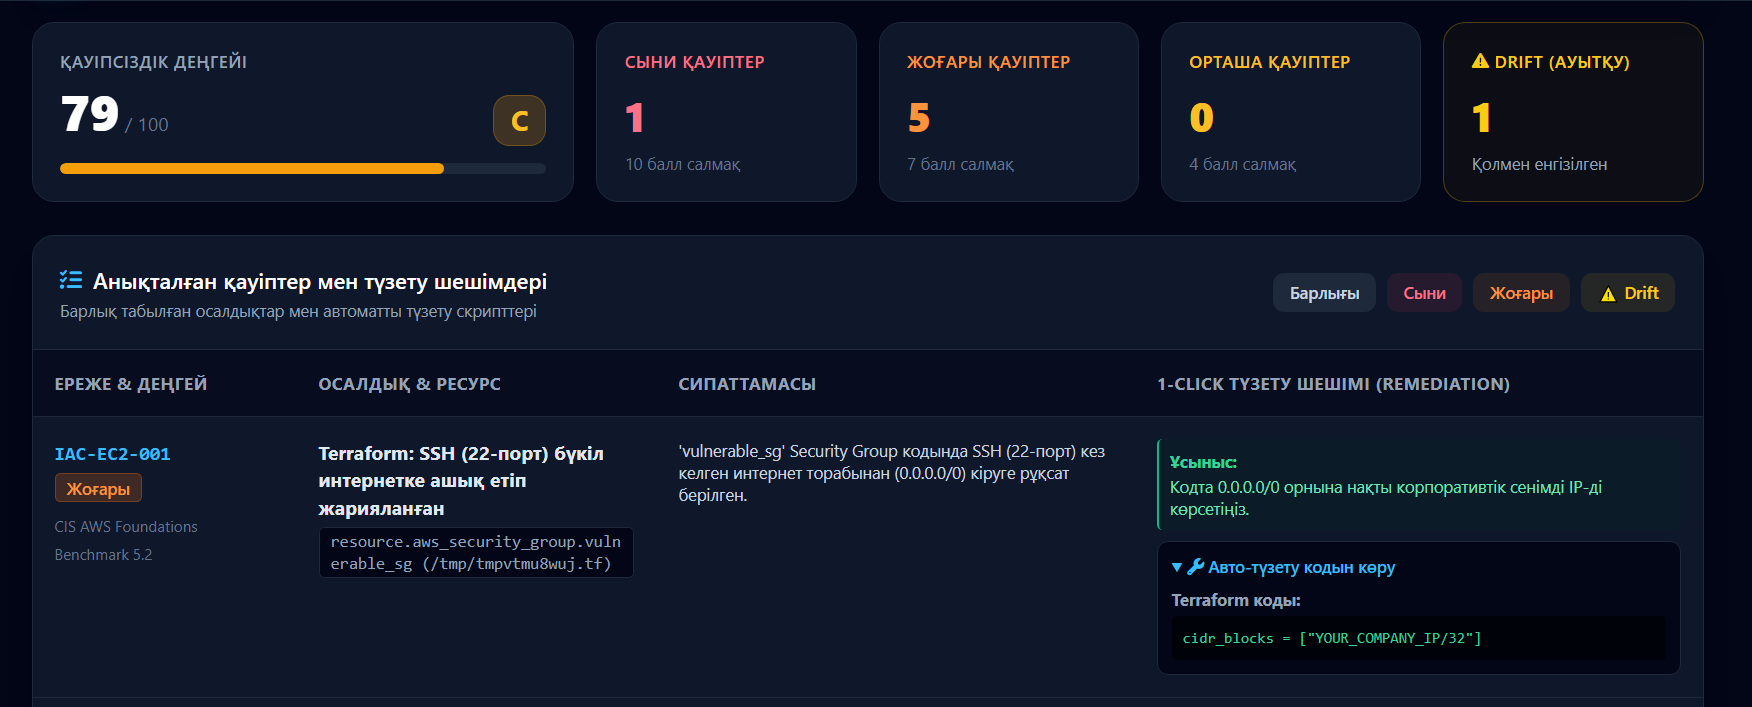 ҚАУІПСІЗДІК ДЕҢГЕЙІ
79 / 100
C
СЫНИ ҚАУІПТЕР
1
10 балл салмақ
ЖОҒАРЫ ҚАУІПТЕР
5
7 балл салмақ
ОРТАША ҚАУІПТЕР
0
4 балл салмақ
DRIFT (АУЫТҚУ)
1
Қолмен енгізілген
Анықталған қауіптер мен түзету шешімдері
Барлық табылған осалдықтар мен автоматты түзету скрипттері
Барлығы
Сыни
Жоғары
Drift
ЕРЕЖЕ & ДЕҢГЕЙ
ОСАЛДЫҚ & РЕСУРС
СИПАТТАМАСЫ
1-CLICK ТҮЗЕТУ ШЕШІМІ (REMEDIATION)
IAC-EC2-001
Жоғары
CIS AWS Foundations
Benchmark 5.2
Terraform: SSH (22-порт) бүкіл
интернетке ашық етіп
жарияланған
resource.aws_security_group.vuln
erable_sg (/tmp/tmpvtmu8wuj.tf)
'vulnerable_sg' Security Group кодында SSH (22-порт) кез
келген интернет торабынан (0.0.0.0/0) кіруге рұқсат
берілген.
Ұсыныс:
Кодта 0.0.0.0/0 орнына нақты корпоративтік сенімді IP-ді
көрсетіңіз.
Авто-түзету кодын көру
Terraform коды:
cidr_blocks = ["YOUR_COMPANY_IP/32"]